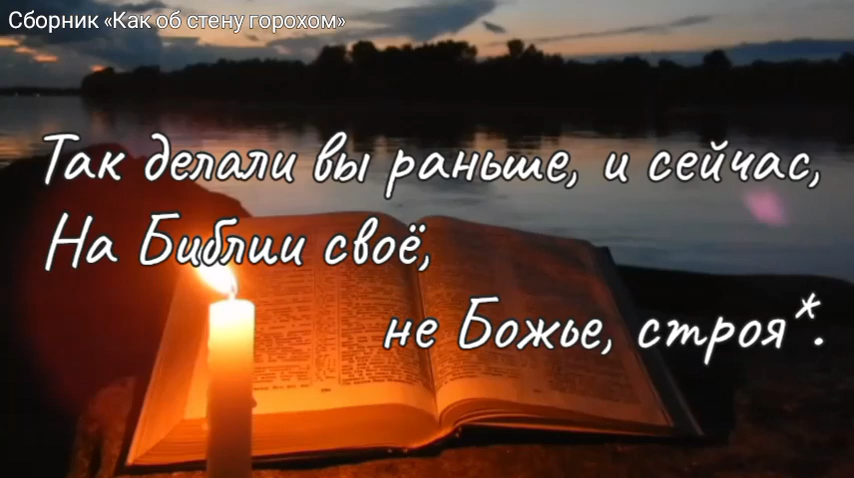 Сборник «Как об стену горохом»
Так делали вы раньше, и сейчас,
На Библии своё,
не Божье, строя*.